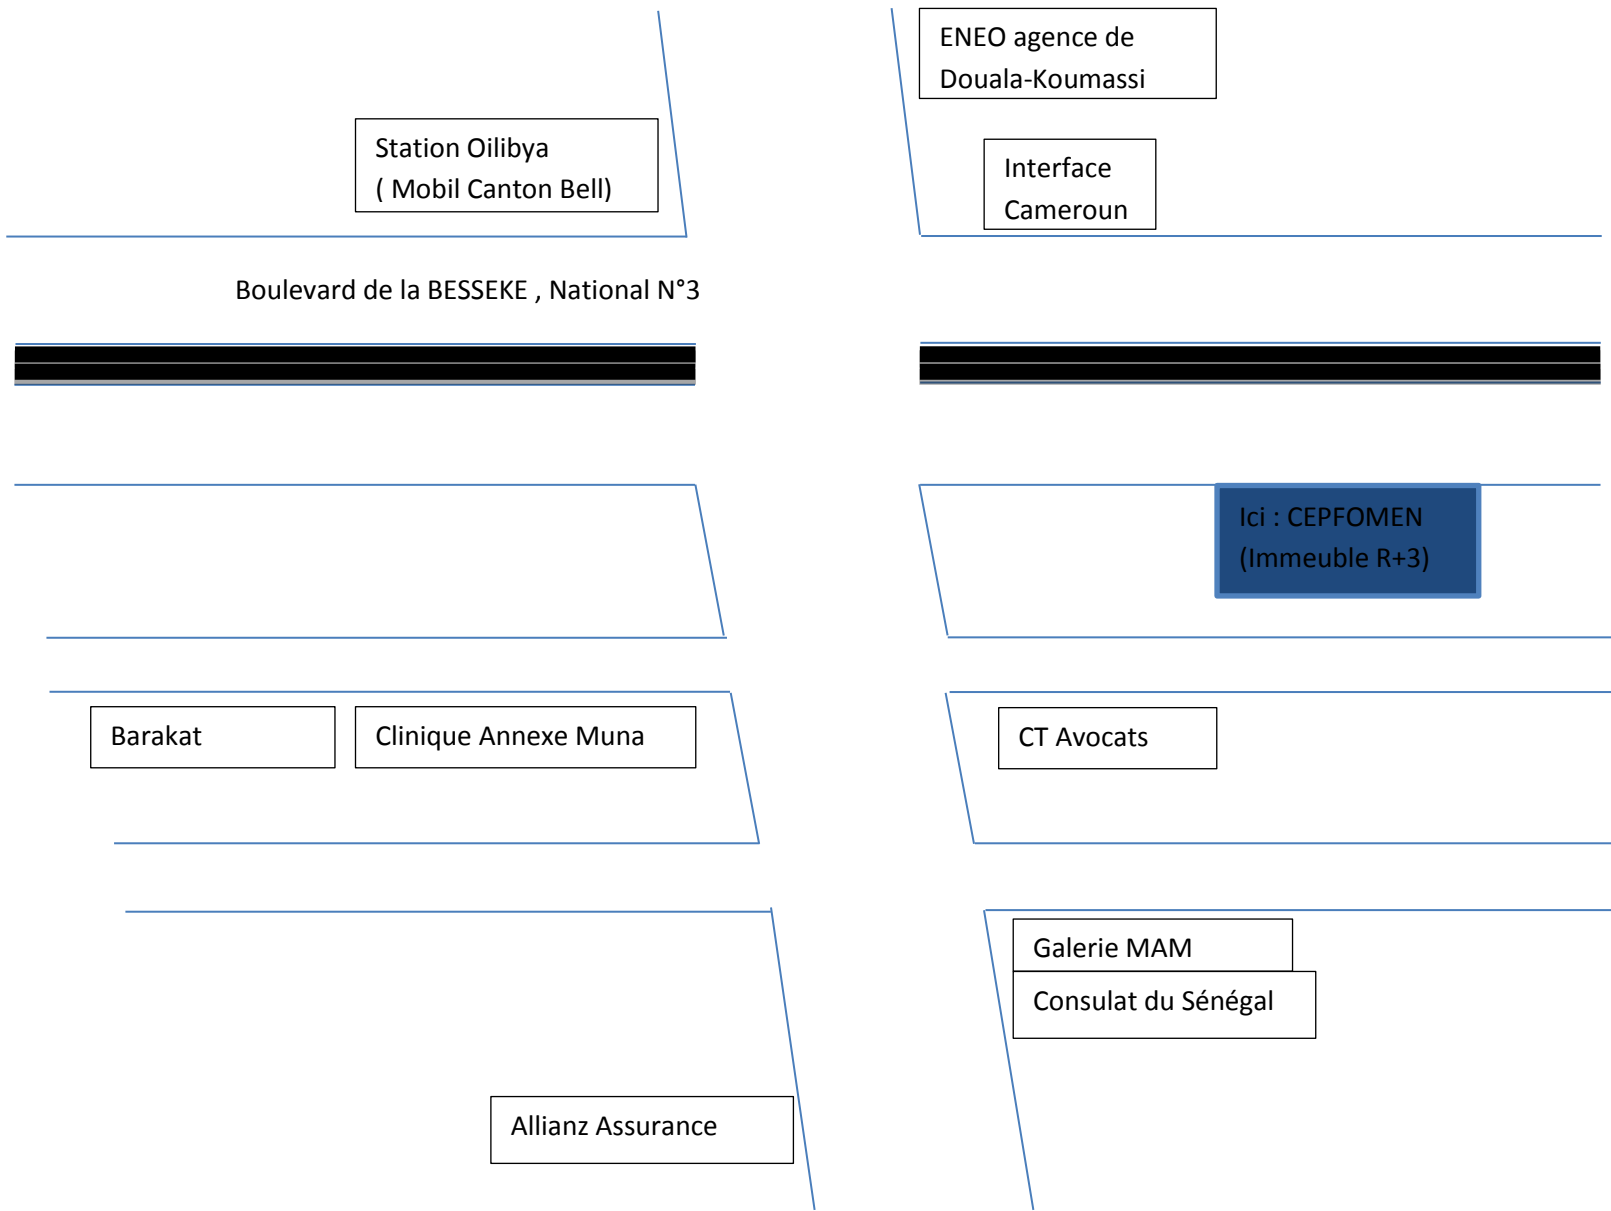 ENEO agence de
Douala-Koumassi
Station Oilibya
( Mobil Canton Bell)
Interface
Cameroun
Boulevard de la BESSEKE , National N°3
Ici : CEPFOMEN
(Immeuble R+3)
Barakat
Clinique Annexe Muna
CT Avocats
Galerie MAM
Consulat du Sénégal
Allianz Assurance